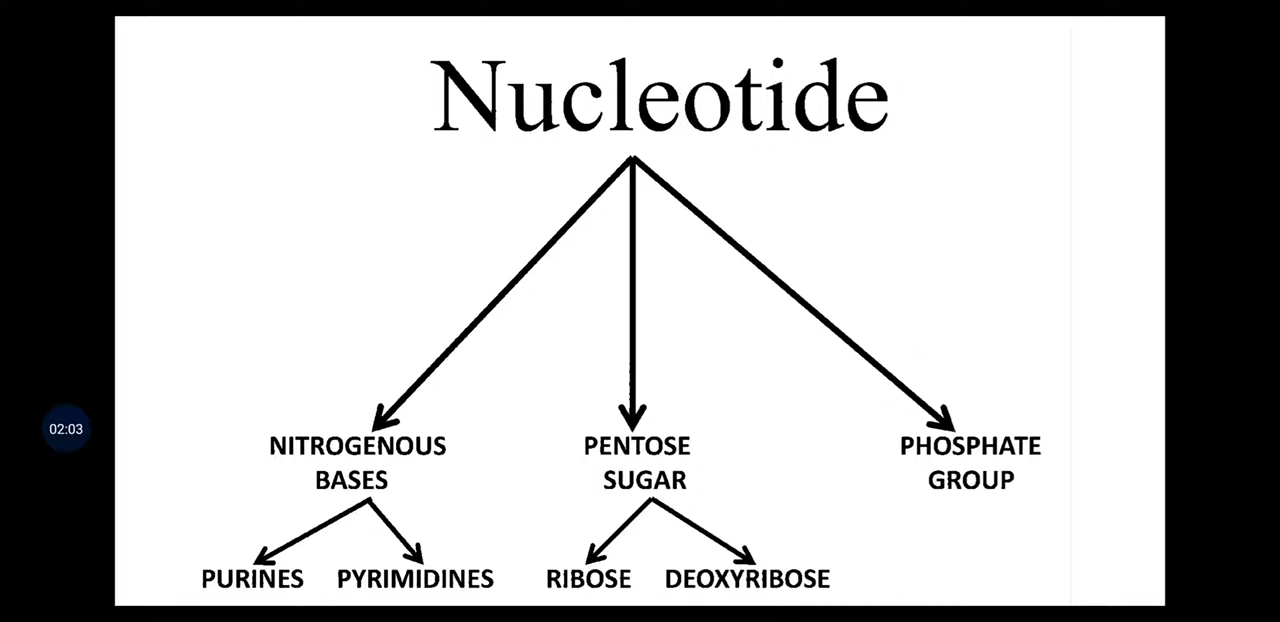 Nucleotide
02:03
NITROGENOUS
BASES
PENTOSE
SUGAR
PHOSPHATE
GROUP
PURINES
PYRIMIDINES
RIBOSE
DEOXYRIBOSE